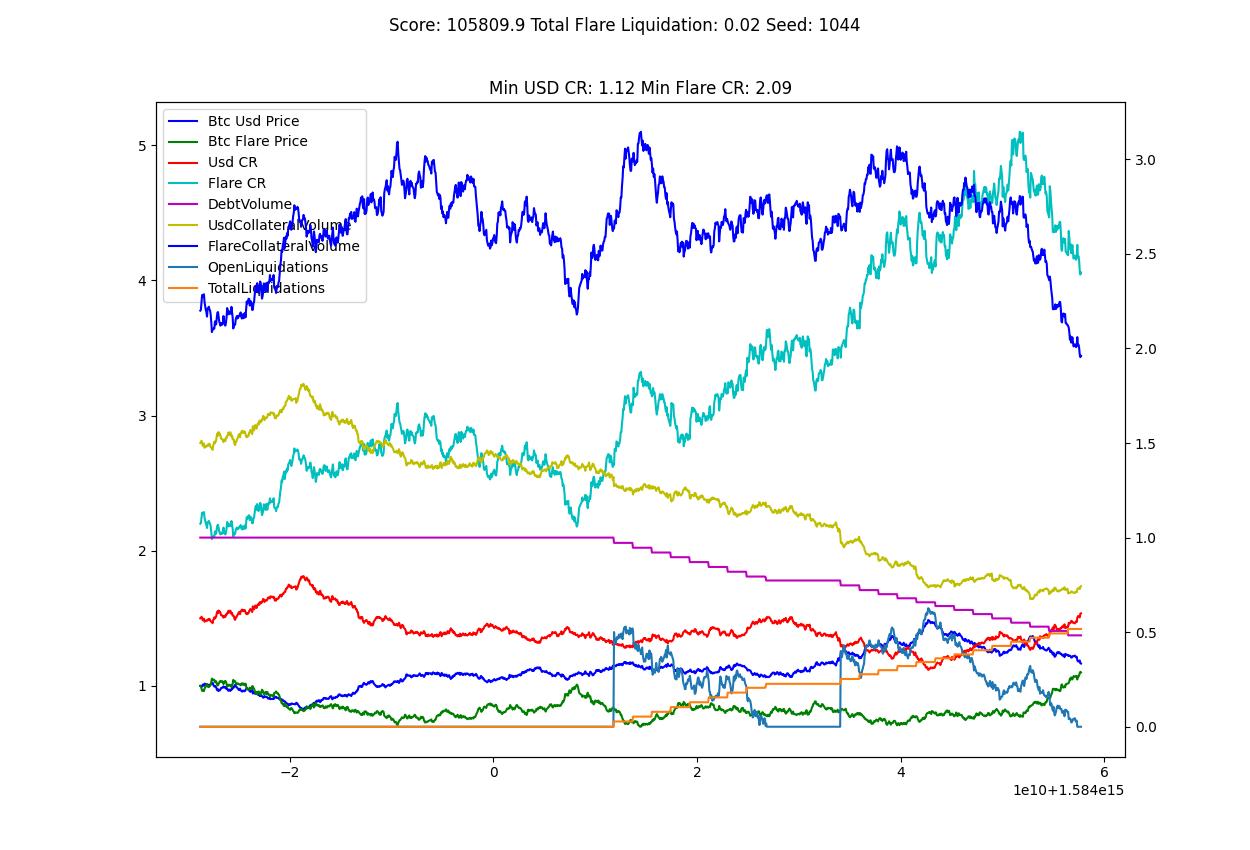 Score: 105809.9 Total Flare Liquidation: 0.02 Seed: 1044
Min USD CR: 1.12 Min Flare CR: 2.09
Btc Usd Price
Btc Flare Price
Usd CR
Flare CR
DebtVolume
UsdCollateralVolume
FlareCollateralVolume
OpenLiquidations
TotalLiquidations
5
4
3
2
1
3.0
2.5
2.0
1.5
1.0
0.5
0.0
−2
0
2
4
6
1e10+1.584e15